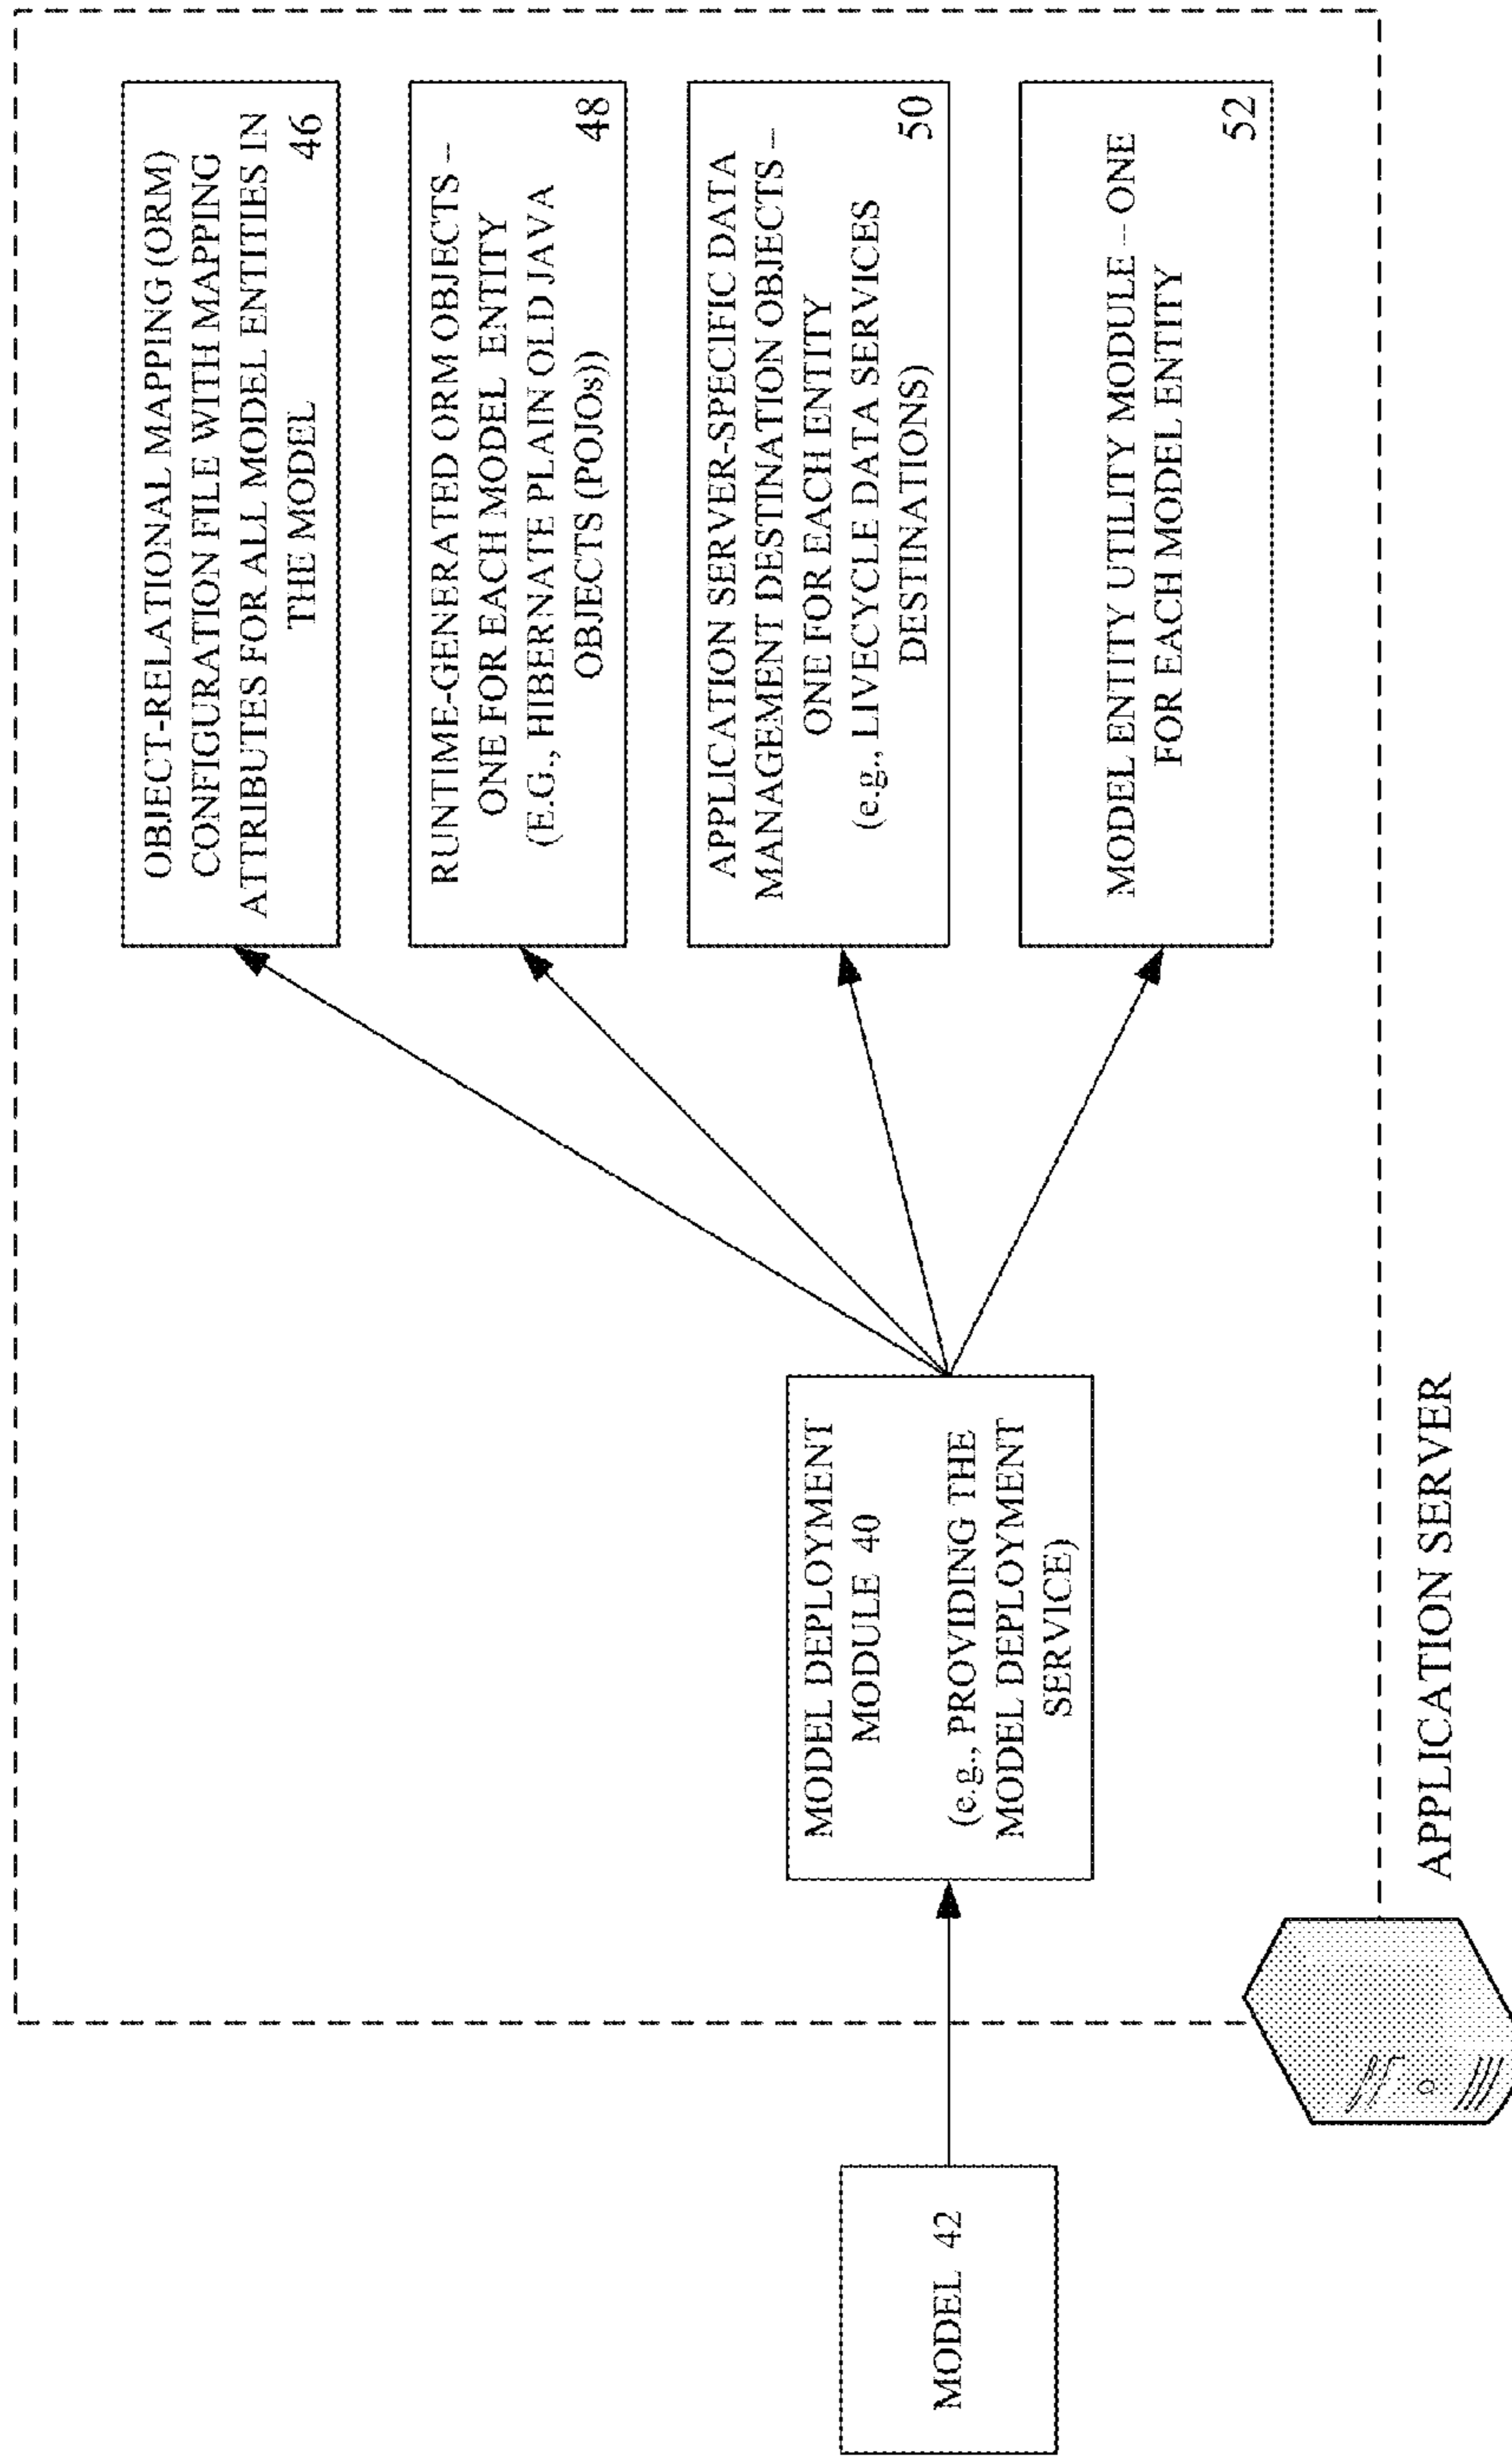 MODEL 42
MODEL DEPLOYMENT
MODULE 40
(e.g., PROVIDING THE
MODEL DEPLOYMENT
SERVICE)
OBJECT-RELATIONAL MAPPING (ORM)
CONFIGURATION FILE WITH MAPPING
ATTRIBUTES FOR ALL MODEL ENTITIES IN
THE MODEL
46
RUNTIME-GENERATED ORM OBJECTS –
ONE FOR EACH MODEL ENTITY
(E.G., HIBERNATE PLAIN OLD JAVA
OBJECTS (POJOs))
48
APPLICATION SERVER-SPECIFIC DATA
MANAGEMENT DESTINATION OBJECTS –
ONE FOR EACH ENTITY
(e.g., LIVECYCLE DATA SERVICES
DESTINATIONS)
50
MODEL ENTITY UTILITY MODULE – ONE
FOR EACH MODEL ENTITY
52
APPLICATION SERVER